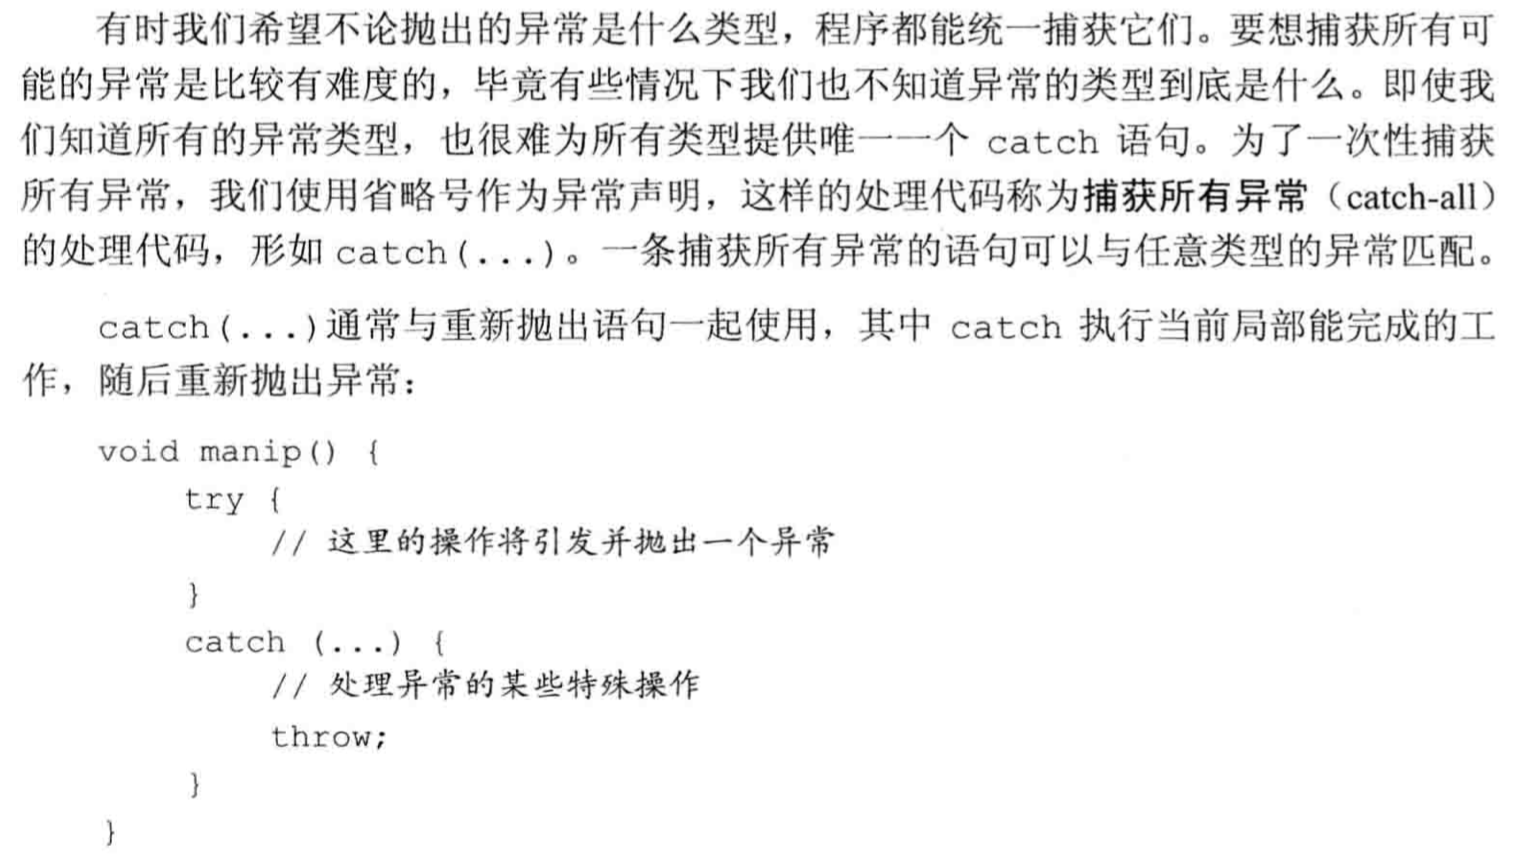 有时我们希望不论抛出的异常是什么类型，程序都能统一捕获它们。要想捕获所有可
能的异常是比较有难度的，毕竟有些情况下我们也不知道异常的类型到底是什么。即使我
们知道所有的异常类型，也很难为所有类型提供唯一一个 catch 语句。为了一次性捕获
所有异常，我们使用省略号作为异常声明，这样的处理代码称为捕获所有异常（catch-all）
的处理代码，形如 catch(...)。一条捕获所有异常的语句可以与任意类型的异常匹配。
catch(...)通常与重新抛出语句一起使用，其中 catch 执行当前局部能完成的工
作，随后重新抛出异常：
void manip() {
try {
// 这里的操作将引发并抛出一个异常
}
catch (...) {
// 处理异常的某些特殊操作
throw;
}
}